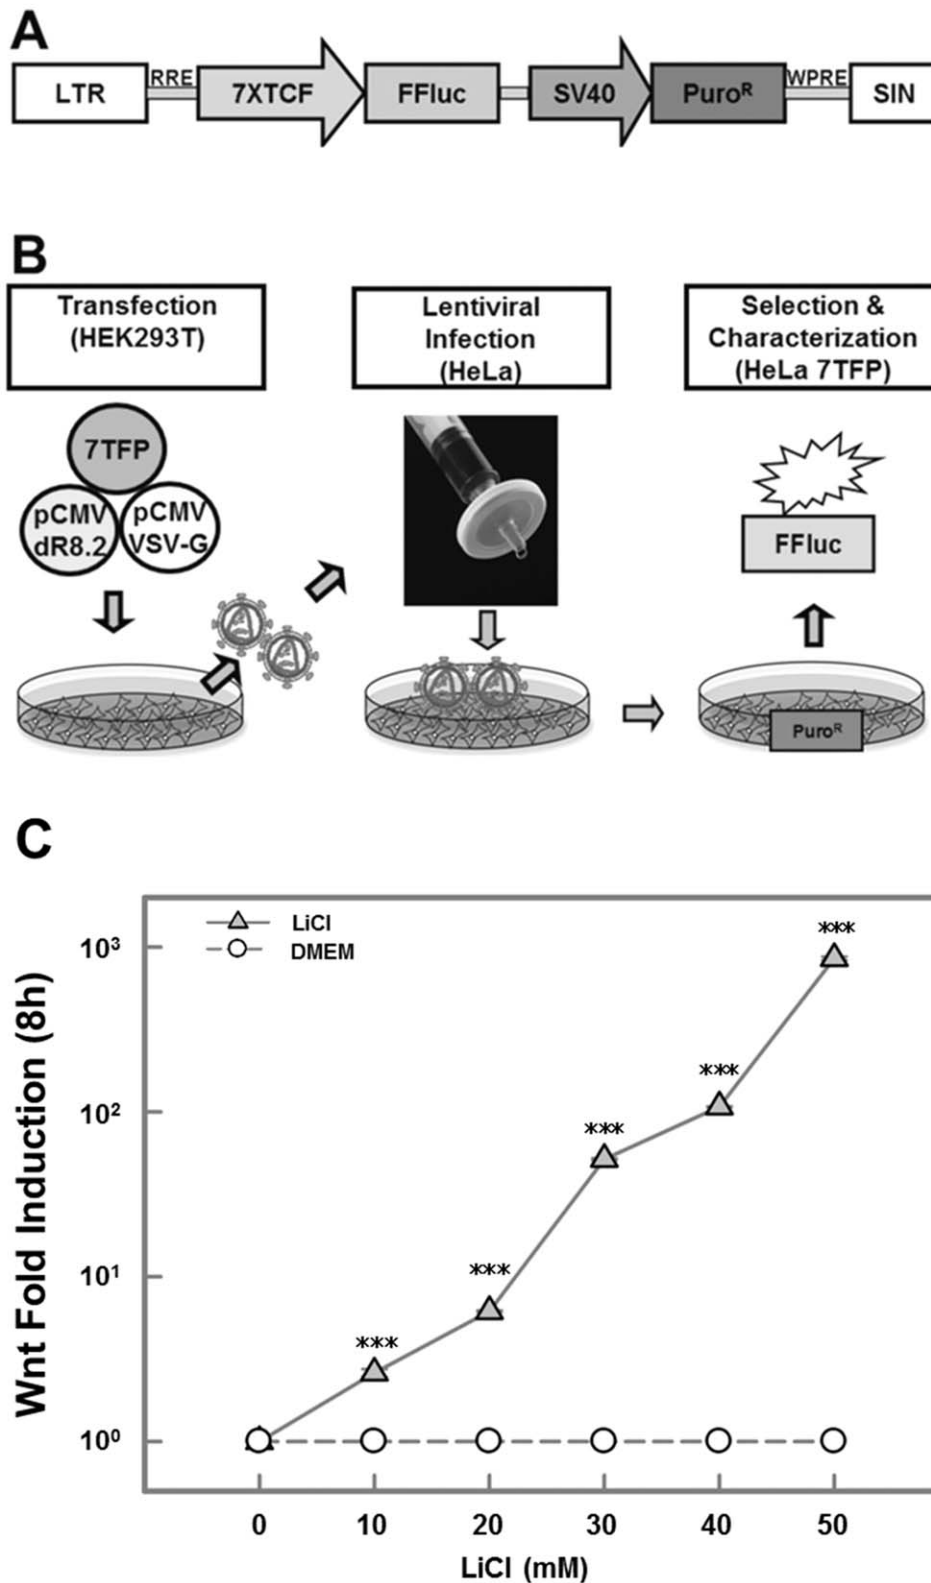 A
LTR RRE 7XTCF FFluc SV40 Puroᴿ WPRE SIN
B
Transfection
(HEK293T)
Lentiviral
Infection
(HeLa)
Selection &
Characterization
(HeLa 7TFP)
7TFP
pCMV
dR8.2
pCMV
VSV-G
FFluc
Puroᴿ
C
LiCl
DMEM
Wnt Fold Induction (8h)
10³
10²
10¹
10⁰
***
***
***
***
***
0 10 20 30 40 50
LiCl (mM)